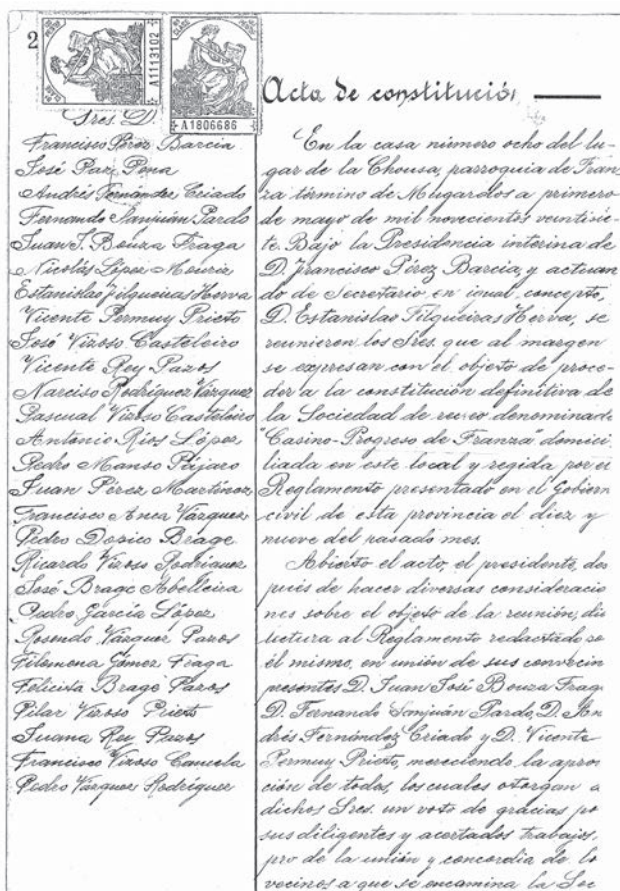 2
A1113102
A1806686
Acta de constitución
Sres. D.
Francisco Pérez Barcia
José Paz Pena
Andrés Fernández Criado
Fernando Sanjuán Pardo
Juan J. Bouza Fraga
Nicolás López Mouriz
Estanislao Filgueiras Herva
Vicente Permuy Prieto
José Vizoso Casteleiro
Vicente Rey Pazos
Narciso Rodríguez Vázquez
Pascual Vizoso Casteleiro
Antonio Ríos López
Pedro Manso Pájaro
Juan Pérez Martínez
Francisco Anca Vázquez
Pedro Dopico Brage
Ricardo Vizoso Rodríguez
José Brage Abelleira
Pedro García López
Rosendo Vázquez Pazos
Filomena Gómez Fraga
Felicita Brage Pazos
Pilar Vizoso Prieto
Juana Rey Pazos
Francisco Vizoso Cancela
Pedro Vázquez Rodríguez
En la casa número ocho del lu-
gar de la Chousa, parroquia de Fran
za término de Mugardos a primero
de mayo de mil novecientos veintisie-
te. Bajo la Presidencia interina de
D. Francisco Pérez Barcia, y actuan
do de Secretario, en igual concepto,
D. Estanislao Filgueiras Herva, se
reunieron los Sres. que al margen
se expresan con el objeto de proce-
der a la constitución definitiva de
la Sociedad de recreo denominada
"Casino-Progreso de Franza" domici
liada en este local y regida por el
Reglamento presentado en el Gobiern
civil de esta provincia el diez y
nueve del pasado mes.
Abierto el acto, el presidente, des
pués de hacer diversas consideracio
nes sobre el objeto de la reunión, dió
lectura al Reglamento redactado po
él mismo, en unión de sus convecin
presentes D. Juan José Bouza Frag
D. Fernando Sanjuán Pardo, D. An
drés Fernández Criado y D. Vicente
Permuy Prieto, mereciendo la aprob
ción de todos, los cuales otorgan a
dichos Sres. un voto de gracias po
sus diligentes y acertados trabajos,
pro de la unión y concordia de lo
vecinos a que se encamina la Soc